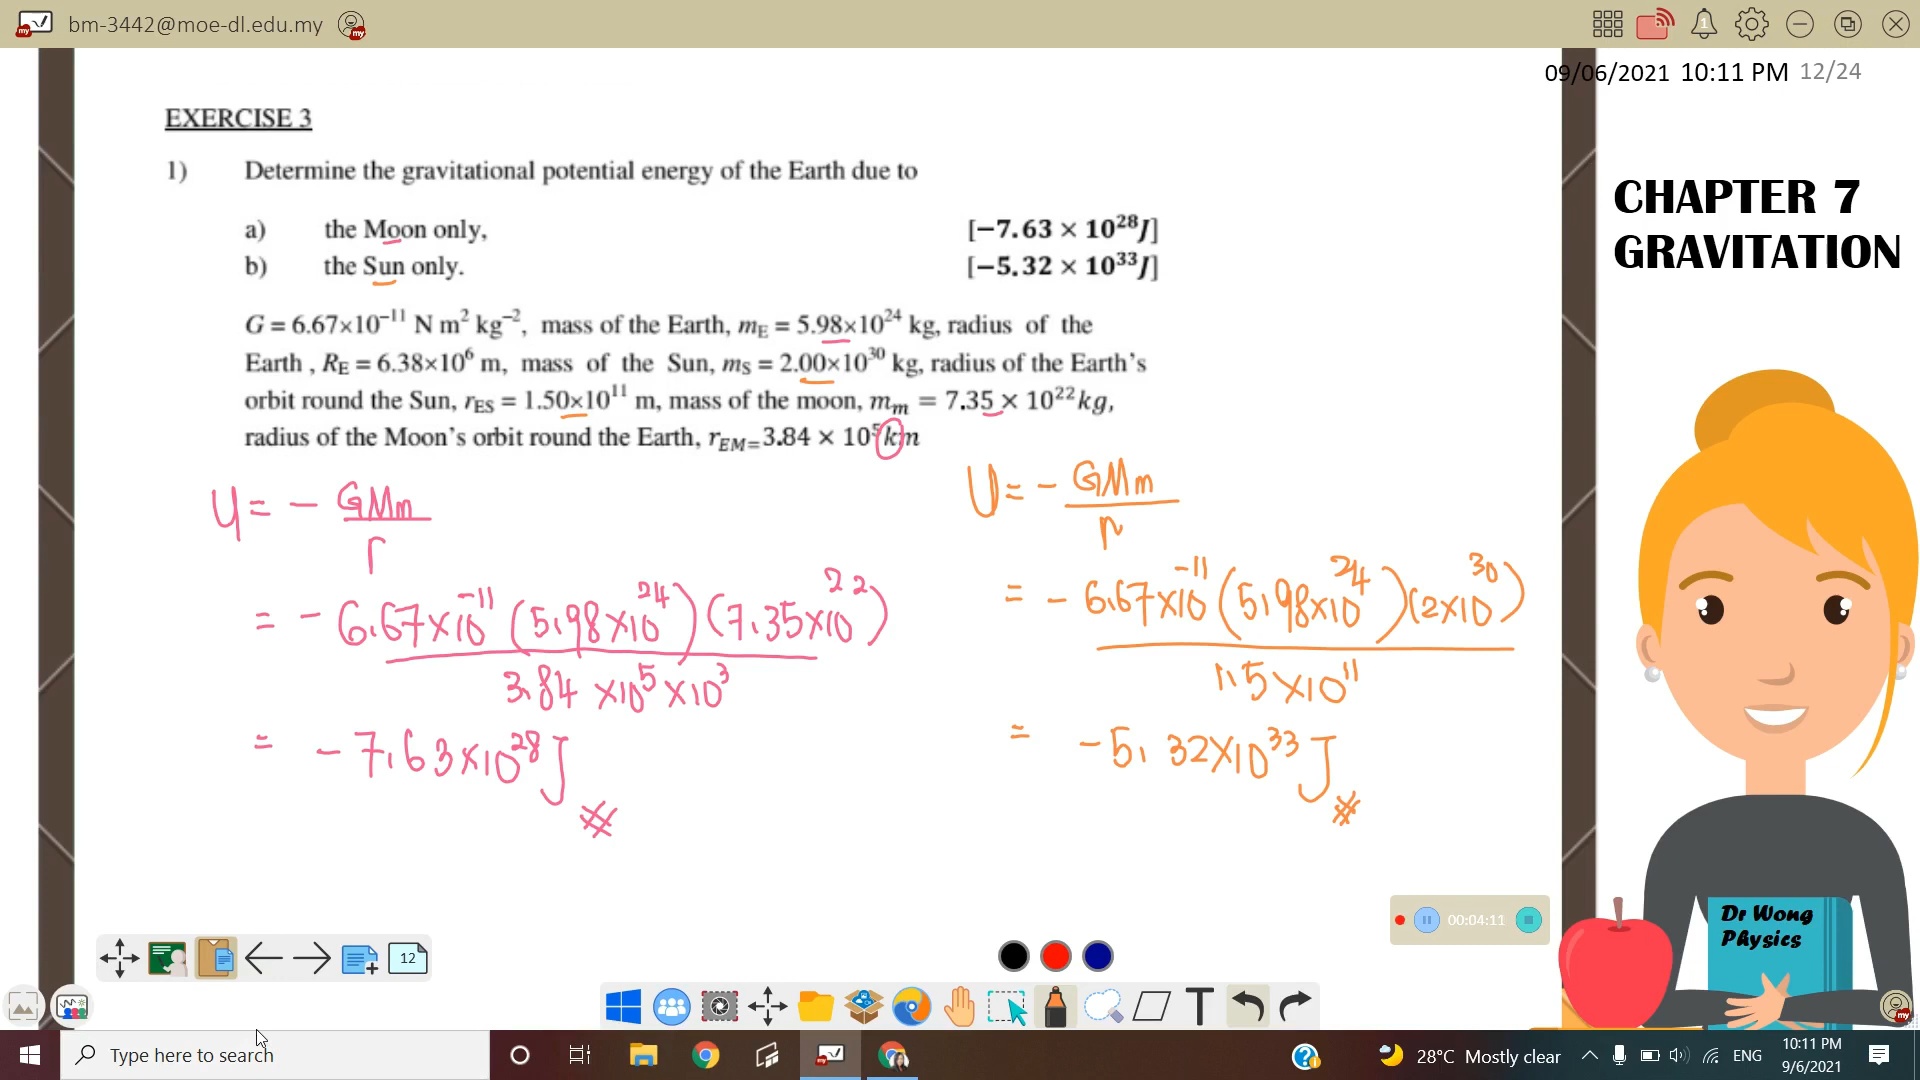 bm-3442@moe-dl.edu.my
09/06/2021 10:11 PM 12/24
EXERCISE 3
1) Determine the gravitational potential energy of the Earth due to
a) the Moon only, [−7.63 × 10²⁸J]
b) the Sun only. [−5.32 × 10³³J]
G = 6.67×10⁻¹¹ N m² kg⁻², mass of the Earth, mE = 5.98×10²⁴ kg, radius of the
Earth , RE = 6.38×10⁶ m, mass of the Sun, mS = 2.00×10³⁰ kg, radius of the Earth's
orbit round the Sun, rES = 1.50×10¹¹ m, mass of the moon, mm = 7.35 × 10²² kg,
radius of the Moon's orbit round the Earth, rEM= 3.84 × 10⁵ km
U = − GMm
r
= − 6.67×10⁻¹¹ (5.98×10²⁴) (7.35×10²²)
3.84 ×10⁵ ×10³
= − 7.63×10²⁸ J
U = − GMm
r
= − 6.67×10⁻¹¹ (5.98×10²⁴) (2×10³⁰)
1.5×10¹¹
= −5.32×10³³ J
CHAPTER 7
GRAVITATION
Dr Wong
Physics
00:04:11
12
Type here to search
28°C Mostly clear
ENG
10:11 PM
9/6/2021